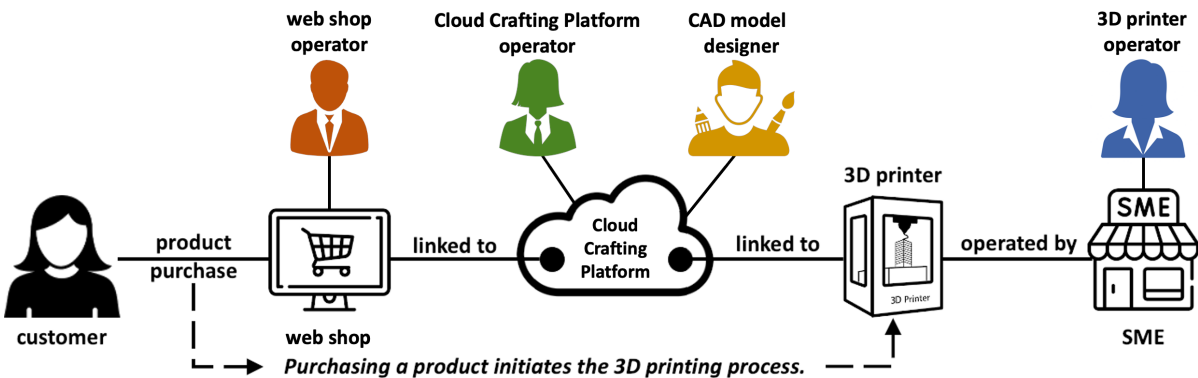 web shop
operator
Cloud Crafting Platform
operator
CAD model
designer
3D printer
operator
3D printer
SME
product
purchase
linked to
Cloud
Crafting
Platform
linked to
operated by
3D Printer
customer
web shop
SME
Purchasing a product initiates the 3D printing process.